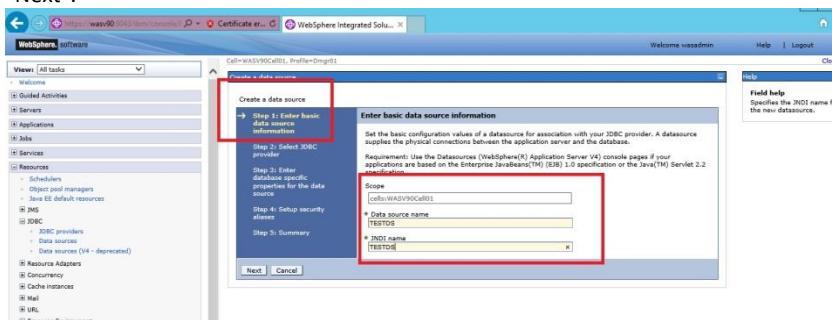 "Next".
https://wasv90:9043/ibm/console/l
Certificate er...
WebSphere Integrated Solu...
WebSphere. software
Welcome wasadmin
Help | Logout
Cell=WASV90Cell01, Profile=Dmgr01
Clo
View: All tasks
Welcome
Guided Activities
Servers
Applications
Jobs
Services
Resources
Schedulers
Object pool managers
Java EE default resources
JMS
JDBC
JDBC providers
Data sources
Data sources (V4 - deprecated)
Resource Adapters
Concurrency
Cache instances
Mail
URL
Create a data source
Create a data source
Step 1: Enter basic
data source
information
Step 2: Select JDBC
provider
Step 3: Enter
database specific
properties for the data
source
Step 4: Setup security
aliases
Step 5: Summary
Enter basic data source information
Set the basic configuration values of a datasource for association with your JDBC provider. A datasource
supplies the physical connections between the application server and the database.
Requirement: Use the Datasources (WebSphere(R) Application Server V4) console pages if your
applications are based on the Enterprise JavaBeans(TM) (EJB) 1.0 specification or the Java(TM) Servlet 2.2
specification.
Scope
cells:WASV90Cell01
* Data source name
TESTDS
* JNDI name
TESTDS
Next
Cancel
Help
Field help
Specifies the JNDI name f
the new datasource.